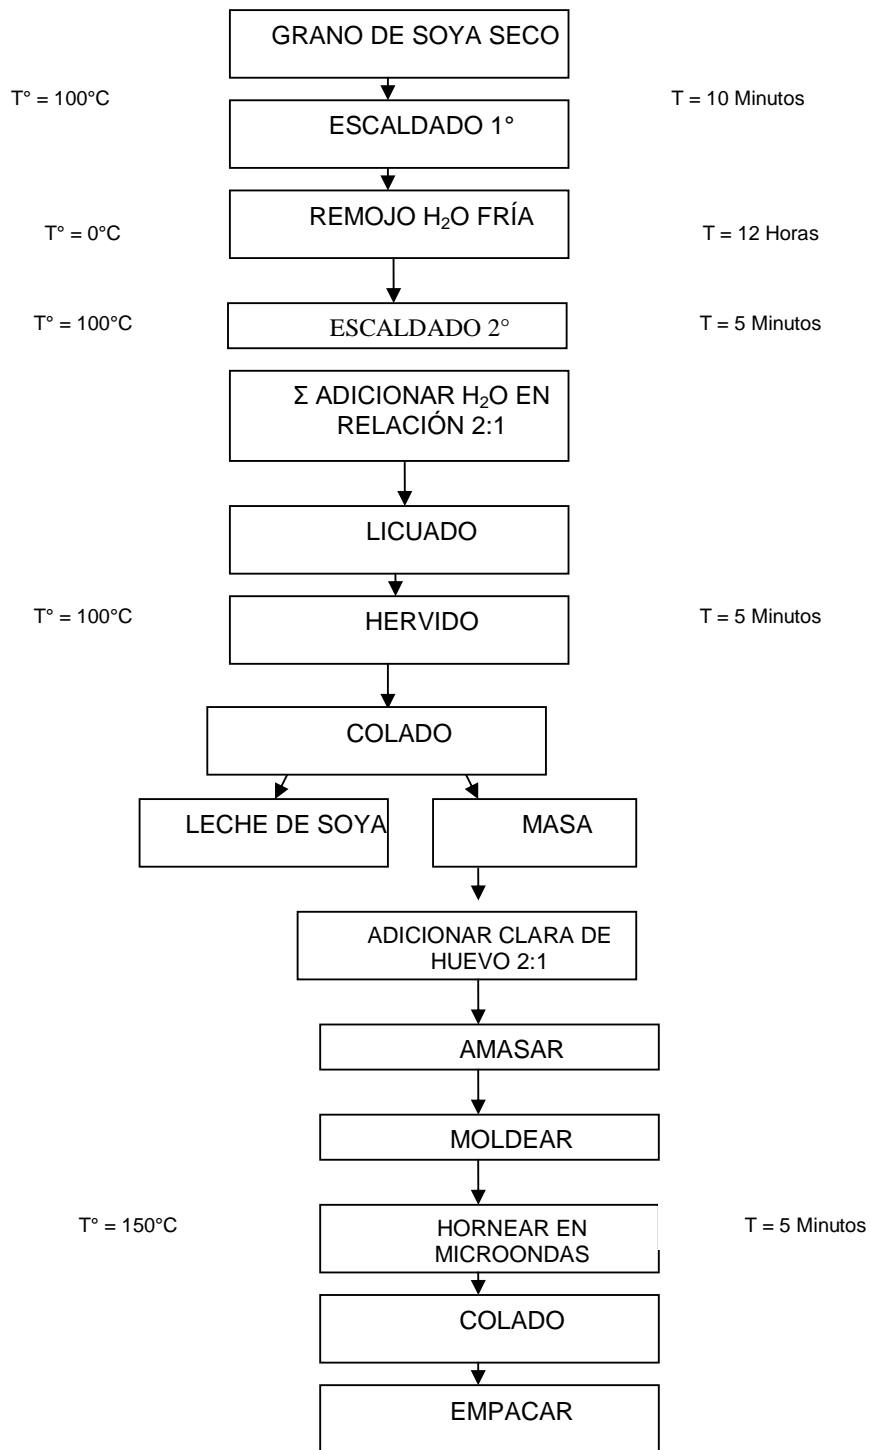 GRANO DE SOYA SECO
T° = 100°C
T = 10 Minutos
ESCALDADO 1°
REMOJO H₂O FRÍA
T° = 0°C
T = 12 Horas
T° = 100°C
ESCALDADO 2°
T = 5 Minutos
Σ ADICIONAR H₂O EN
RELACIÓN 2:1
LICUADO
T° = 100°C
HERVIDO
T = 5 Minutos
COLADO
LECHE DE SOYA
MASA
ADICIONAR CLARA DE
HUEVO 2:1
AMASAR
MOLDEAR
T° = 150°C
HORNEAR EN
MICROONDAS
T = 5 Minutos
COLADO
EMPACAR